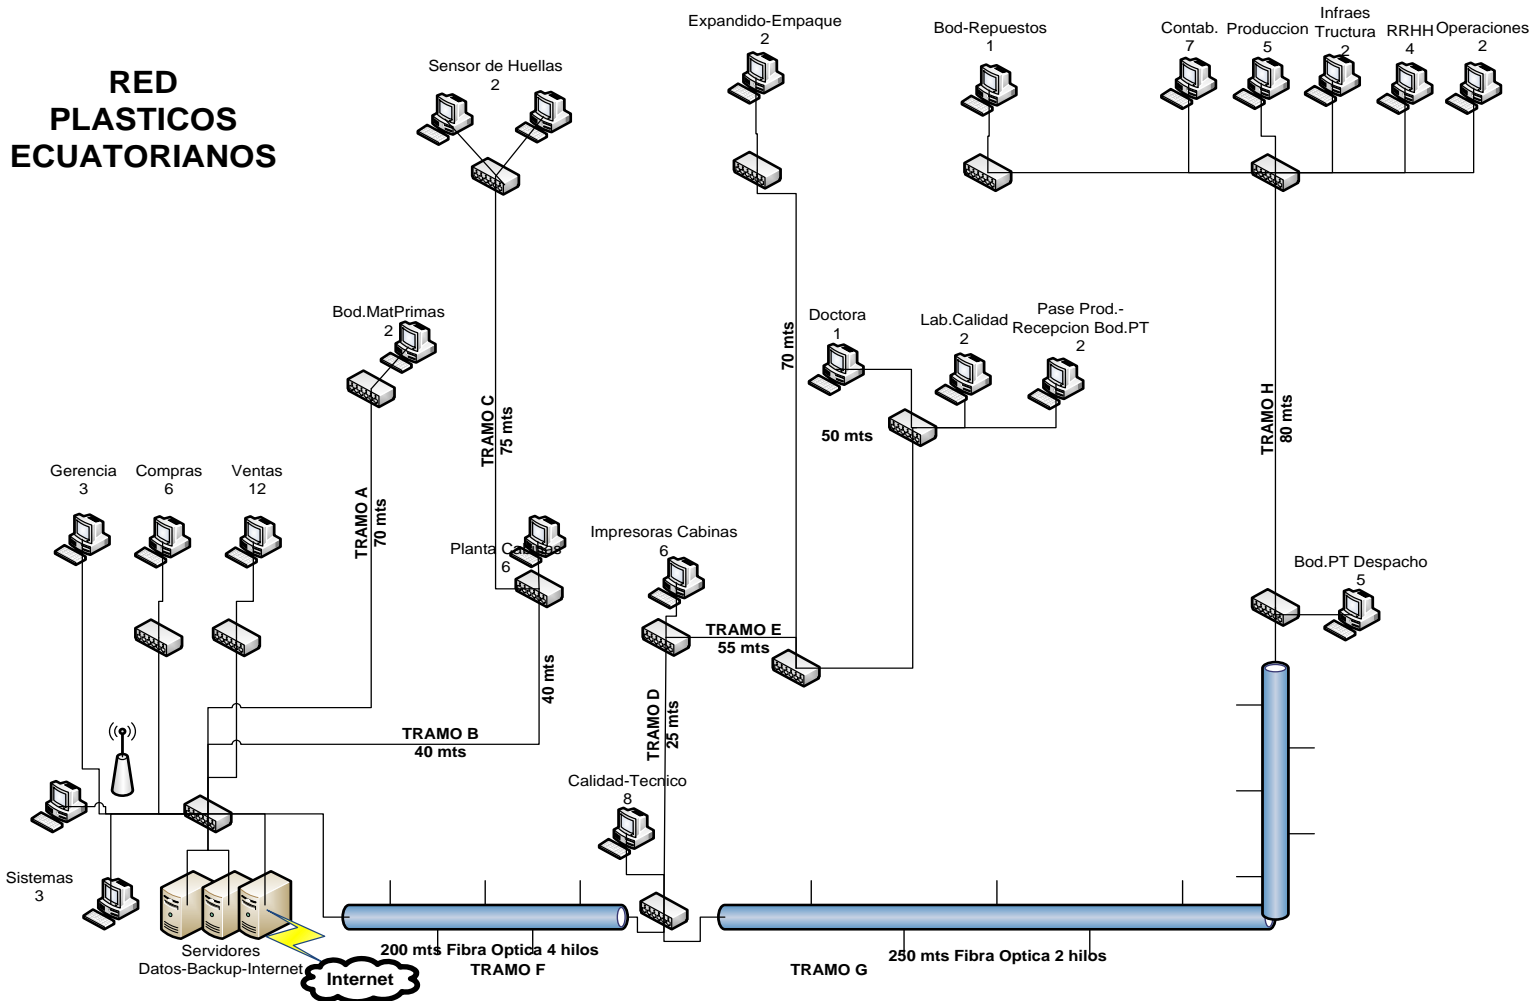 RED
PLASTICOS
ECUATORIANOS
Sensor de Huellas
2
Expandido-Empaque
2
Bod-Repuestos
1
Contab.
7
Produccion
5
Infraes
Tructura
2
RRHH
4
Operaciones
2
Bod.MatPrimas
2
TRAMO C
75 mts
70 mts
Doctora
1
Lab.Calidad
2
Pase Prod.-
Recepcion Bod.PT
2
50 mts
TRAMO H
80 mts
Gerencia
3
Compras
6
Ventas
12
TRAMO A
70 mts
Planta Cabinas
6
Impresoras Cabinas
6
Bod.PT Despacho
5
TRAMO E
55 mts
40 mts
TRAMO D
25 mts
TRAMO B
40 mts
Calidad-Tecnico
8
Sistemas
3
Servidores
Datos-Backup-Internet
Internet
200 mts Fibra Optica 4 hilos
TRAMO F
250 mts Fibra Optica 2 hilos
TRAMO G